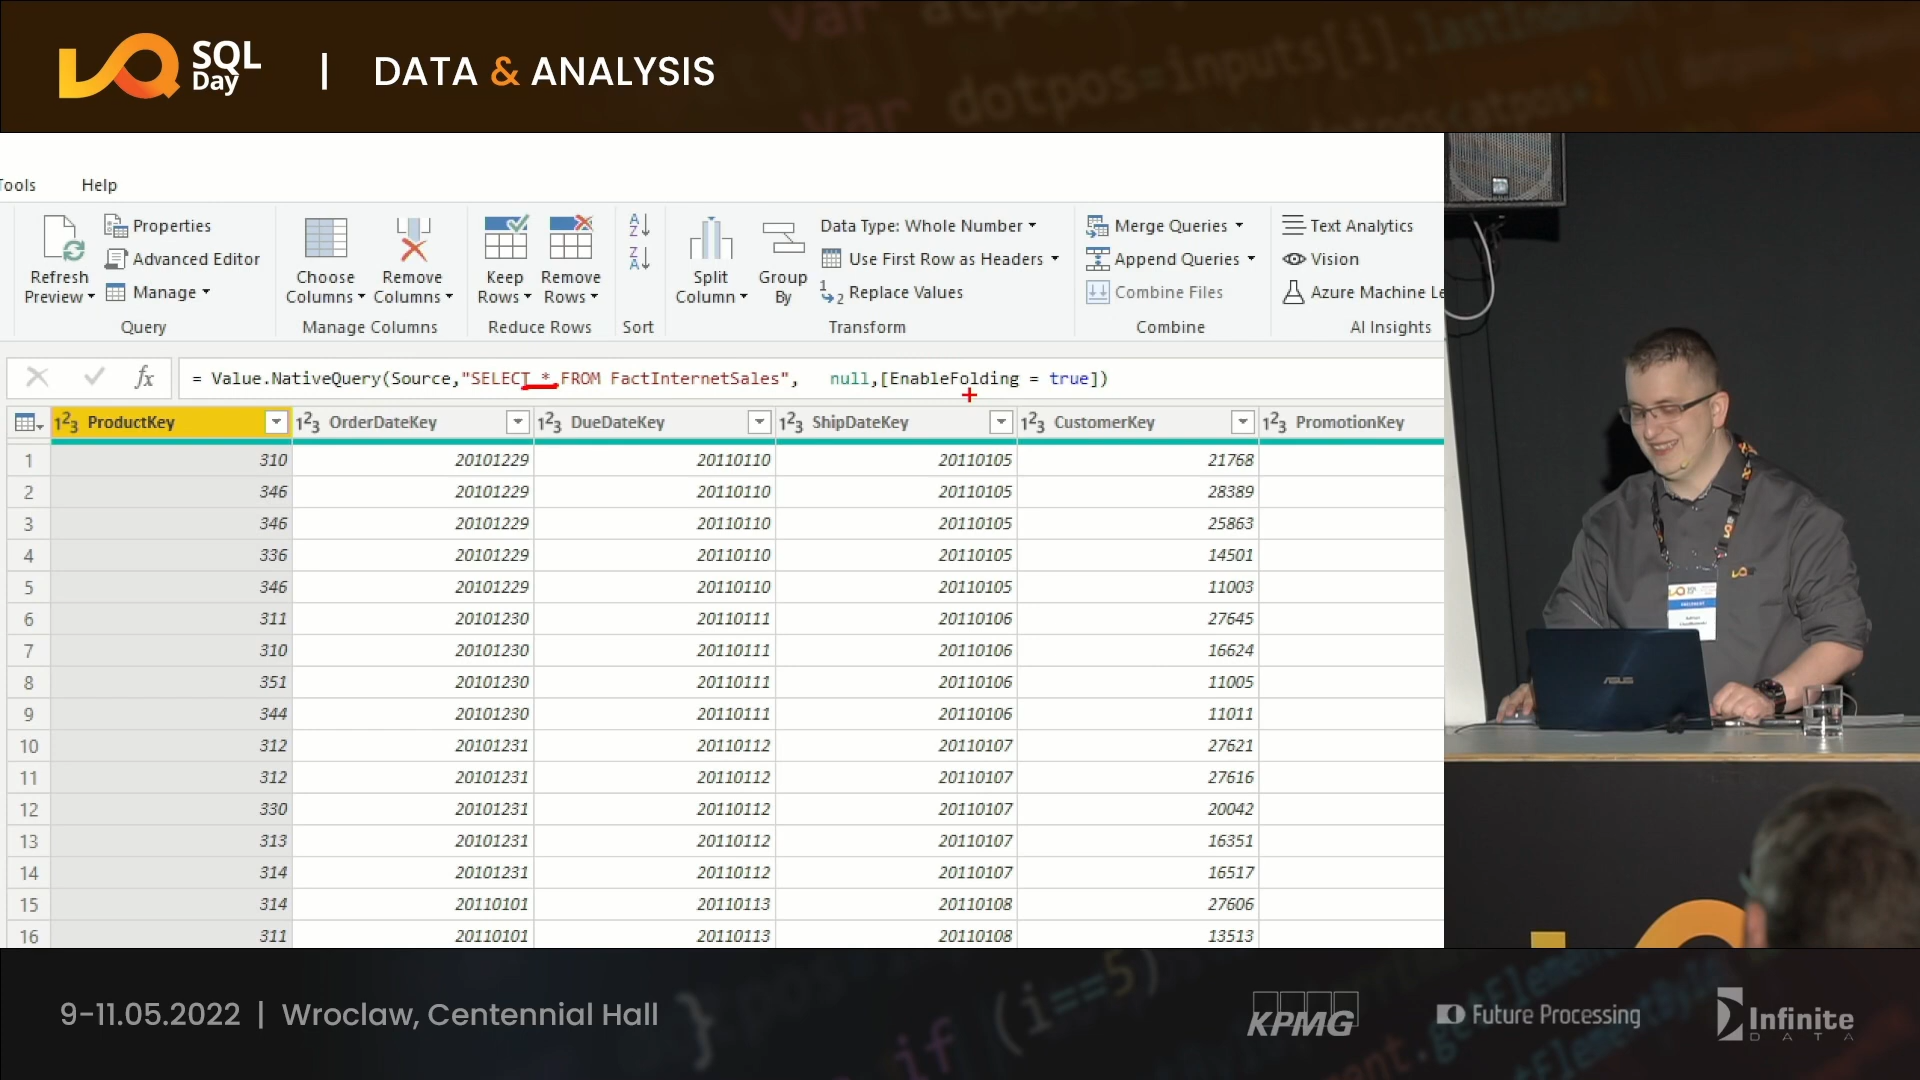 SQL Day | DATA & ANALYSIS
Tools Help
Refresh Preview
Properties
Advanced Editor
Manage
Query
Choose Columns
Remove Columns
Manage Columns
Keep Rows
Remove Rows
Reduce Rows
Sort
Split Column
Group By
Data Type: Whole Number
Use First Row as Headers
Replace Values
Transform
Merge Queries
Append Queries
Combine Files
Combine
Text Analytics
Vision
Azure Machine Le
AI Insights
fx = Value.NativeQuery(Source,"SELECT * FROM FactInternetSales", null,[EnableFolding = true])
ProductKey OrderDateKey DueDateKey ShipDateKey CustomerKey PromotionKey
1 310 20101229 20110110 20110105 21768
2 346 20101229 20110110 20110105 28389
3 346 20101229 20110110 20110105 25863
4 336 20101229 20110110 20110105 14501
5 346 20101229 20110110 20110105 11003
6 311 20101230 20110111 20110106 27645
7 310 20101230 20110111 20110106 16624
8 351 20101230 20110111 20110106 11005
9 344 20101230 20110111 20110106 11011
10 312 20101231 20110112 20110107 27621
11 312 20101231 20110112 20110107 27616
12 330 20101231 20110112 20110107 20042
13 313 20101231 20110112 20110107 16351
14 314 20101231 20110112 20110107 16517
15 314 20110101 20110113 20110108 27606
16 311 20110101 20110113 20110108 13513
ASUS
9-11.05.2022 | Wroclaw, Centennial Hall
KPMG
Future Processing
Infinite DATA